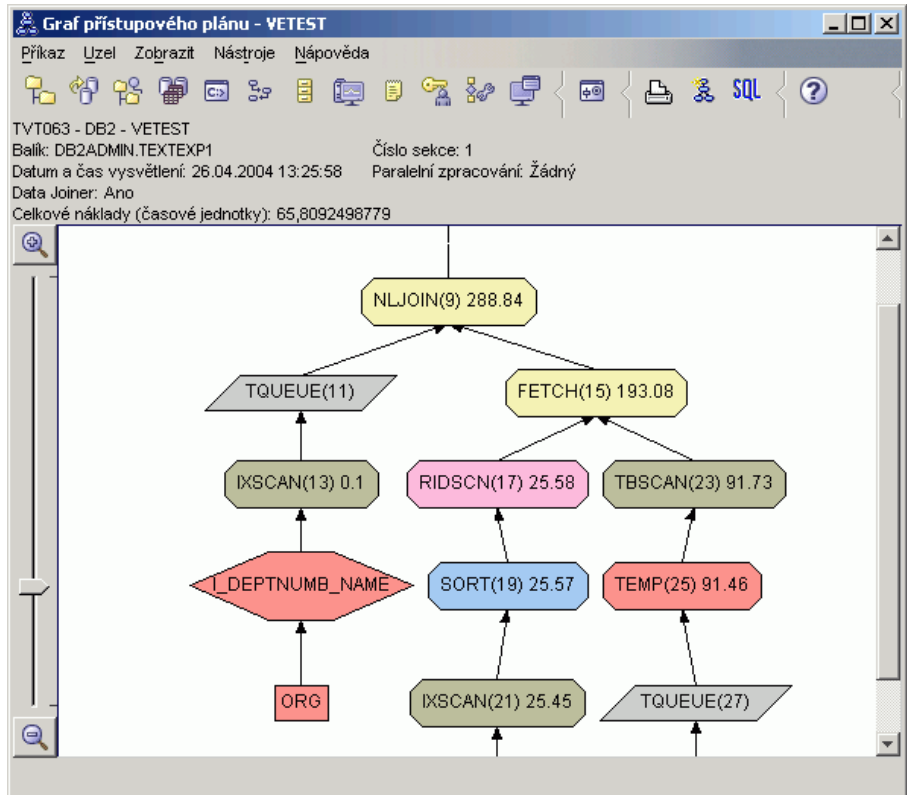 Graf přístupového plánu - VETEST
Příkaz Uzel Zobrazit Nástroje Nápověda
C:> SQL ?
TVT063 - DB2 - VETEST
Balík: DB2ADMIN.TEXTEXP1 Číslo sekce: 1
Datum a čas vysvětlení: 26.04.2004 13:25:58 Paralelní zpracování: Žádný
Data Joiner: Ano
Celkové náklady (časové jednotky): 65,8092498779
NLJOIN(9) 288.84
TQUEUE(11) FETCH(15) 193.08
IXSCAN(13) 0.1 RIDSCN(17) 25.58 TBSCAN(23) 91.73
I_DEPTNUMB_NAME SORT(19) 25.57 TEMP(25) 91.46
ORG IXSCAN(21) 25.45 TQUEUE(27)